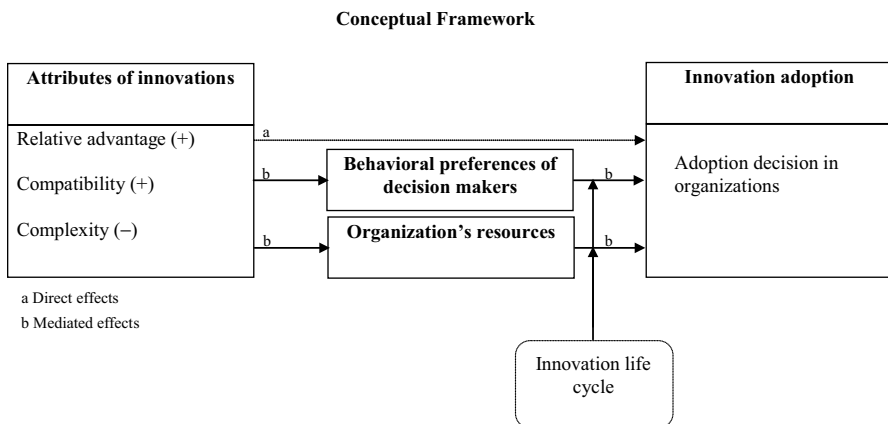 Conceptual Framework
Attributes of innovations
Innovation adoption
Relative advantage (+)
a
Behavioral preferences of
decision makers
Compatibility (+)
b
b
Adoption decision in
organizations
Complexity (−)
b
Organization's resources
b
a Direct effects
b Mediated effects
Innovation life
cycle